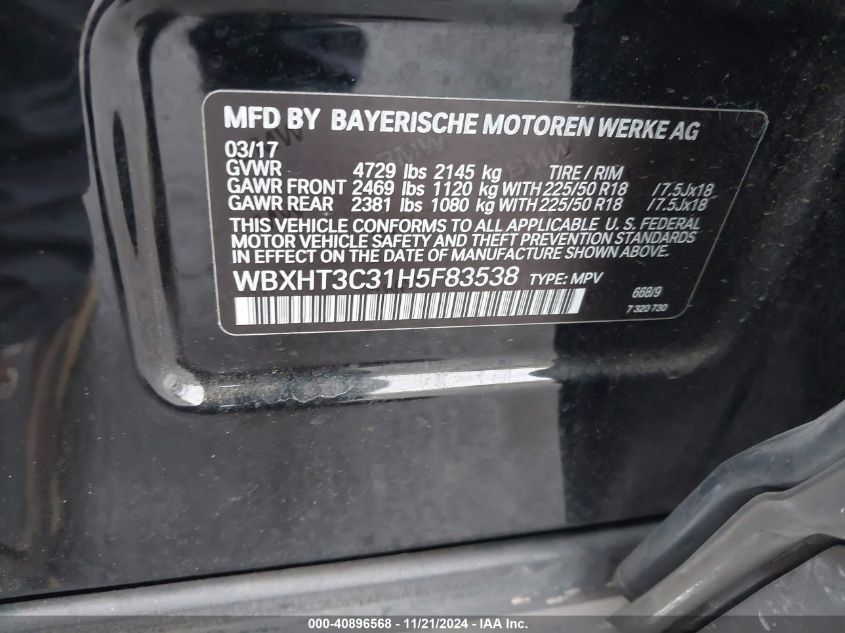 MFD BY BAYERISCHE MOTOREN WERKE AG
03/17
GVWR 4729 lbs 2145 kg TIRE / RIM
GAWR FRONT 2469 lbs 1120 kg WITH 225/50 R18 /7.5Jx18
GAWR REAR 2381 lbs 1080 kg WITH 225/50 R18 /7.5Jx18
THIS VEHICLE CONFORMS TO ALL APPLICABLE U. S. FEDERAL
MOTOR VEHICLE SAFETY AND THEFT PREVENTION STANDARDS
IN EFFECT ON THE DATE OF MANUFACTURE SHOWN ABOVE.
WBXHT3C31H5F83538 TYPE: MPV
668/9
7 320 730
000-40896568 - 11/21/2024 - www.iaai.com